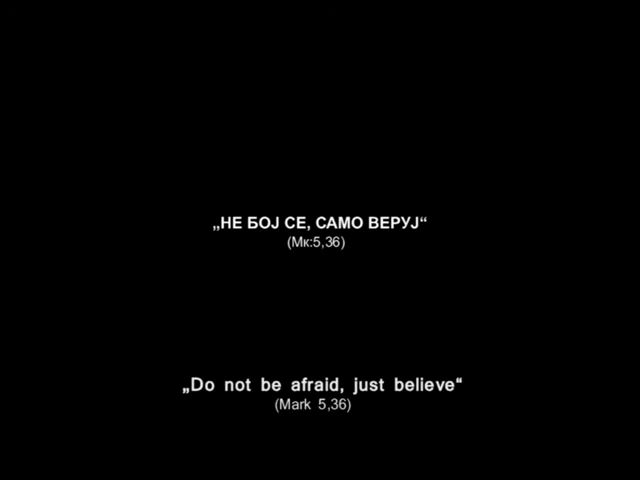 „НЕ БОЈ СЕ, САМО ВЕРУЈ“
(Мк:5,36)
„Do not be afraid, just believe“
(Mark 5,36)